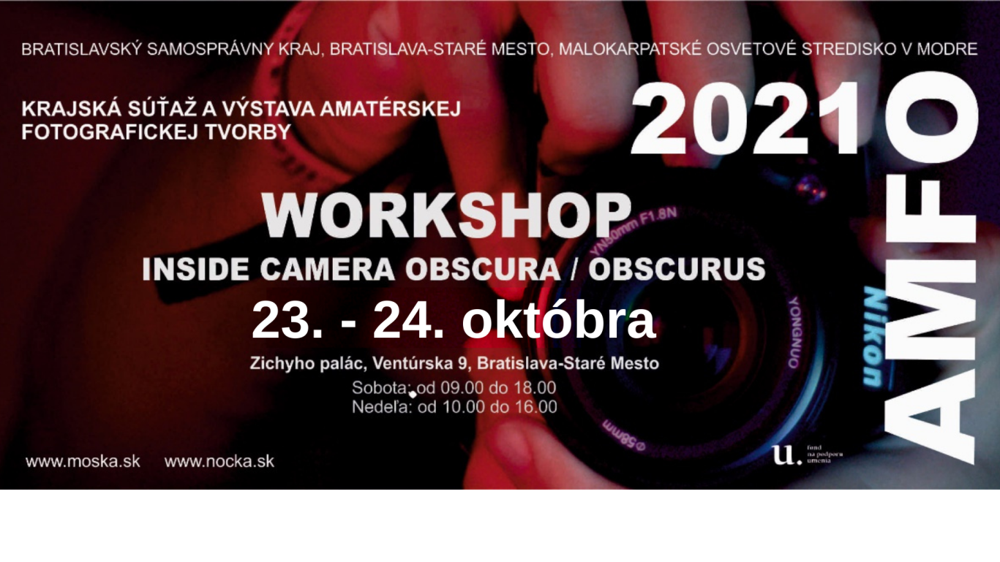 BRATISLAVSKÝ SAMOSPRÁVNY KRAJ, BRATISLAVA-STARÉ MESTO, MALOKARPATSKÉ OSVETOVÉ STREDISKO V MODRE
KRAJSKÁ SÚŤAŽ A VÝSTAVA AMATÉRSKEJ
FOTOGRAFICKEJ TVORBY
2021
AMFO
WORKSHOP
YN50mm F1.8N
INSIDE CAMERA OBSCURA / OBSCURUS
23. - 24. októbra
YONGNUO
Nikon
Zichyho palác, Ventúrska 9, Bratislava-Staré Mesto
Sobota: od 09.00 do 18.00
Nedeľa: od 10.00 do 16.00
Φ58mm
www.moska.sk www.nocka.sk
u. fond
na podporu
umenia